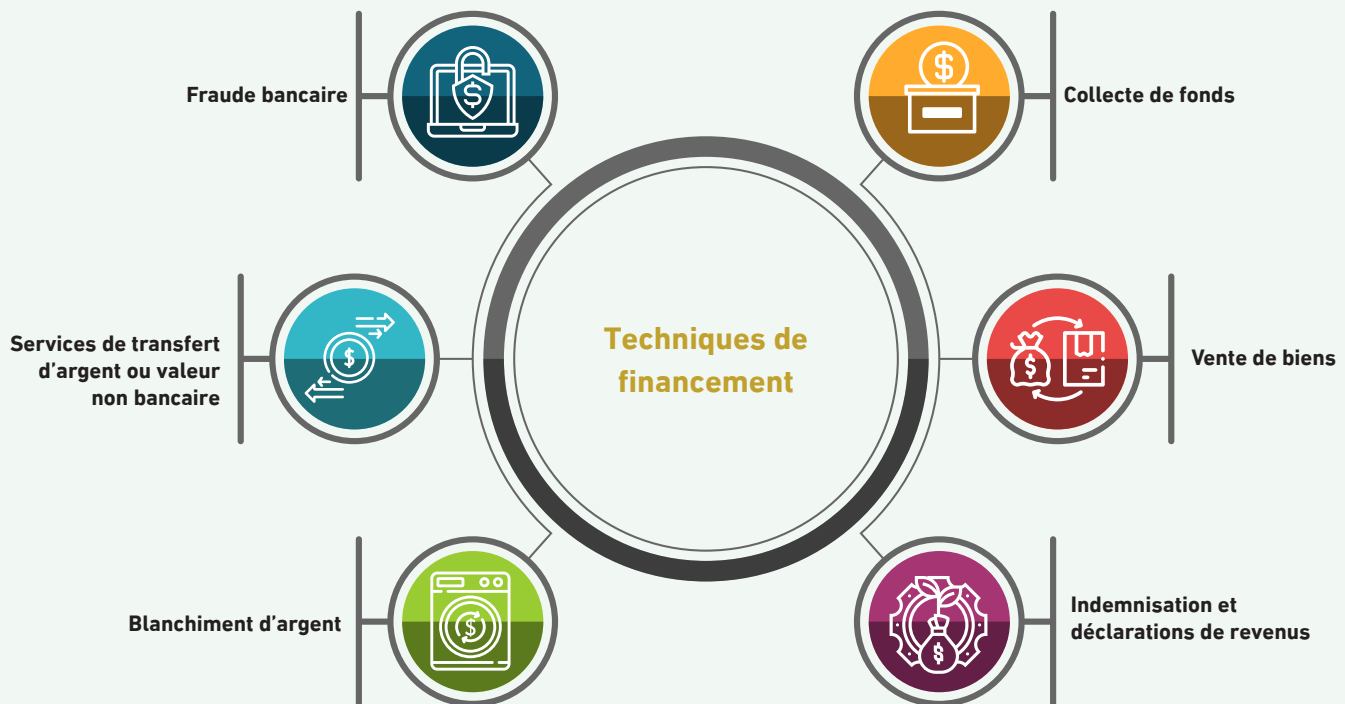 Fraude bancaire
Collecte de fonds
Services de transfert
d'argent ou valeur
non bancaire
Techniques de
financement
Vente de biens
Blanchiment d'argent
Indemnisation et
déclarations de revenus